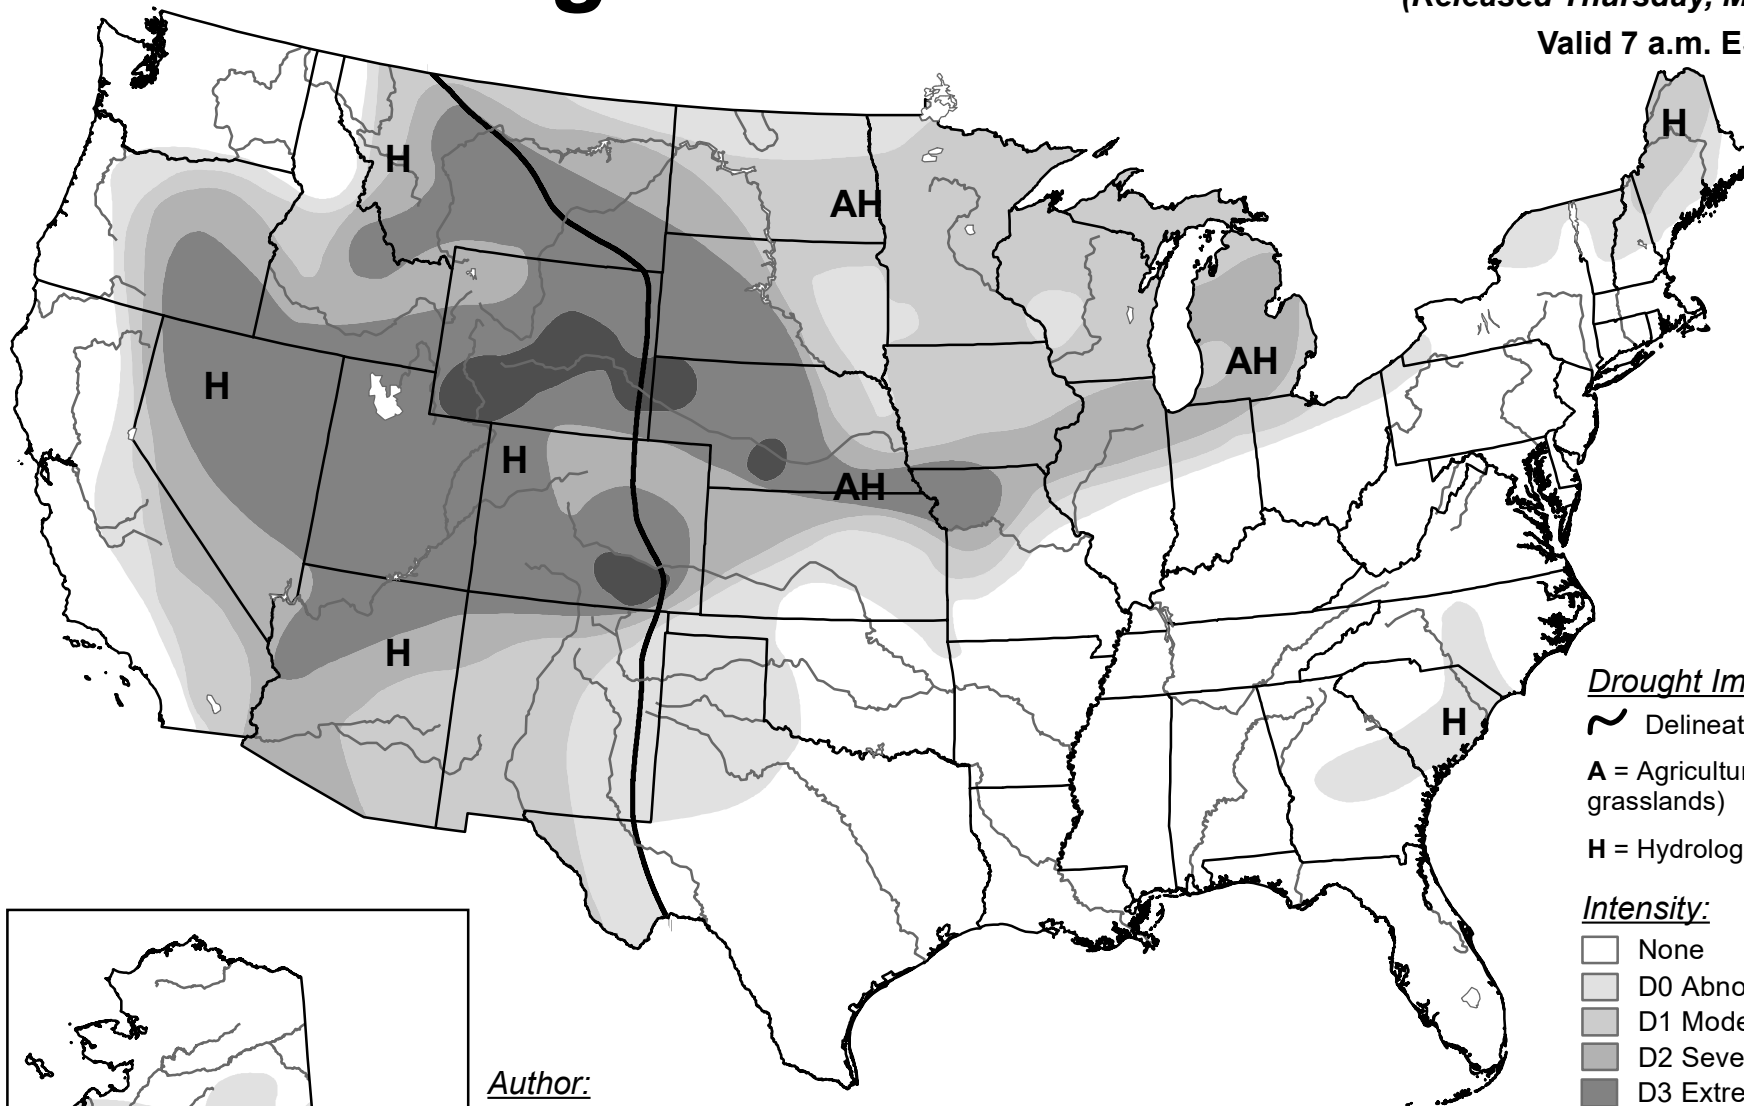 (Released Thursday, M
Valid 7 a.m. E
H
H
AH
H
AH
H
AH
H
H
Drought Im
Delineat
A = Agricultur
grasslands)
H = Hydrolog
Intensity:
None
D0 Abno
D1 Mode
D2 Seve
D3 Extre
Author: